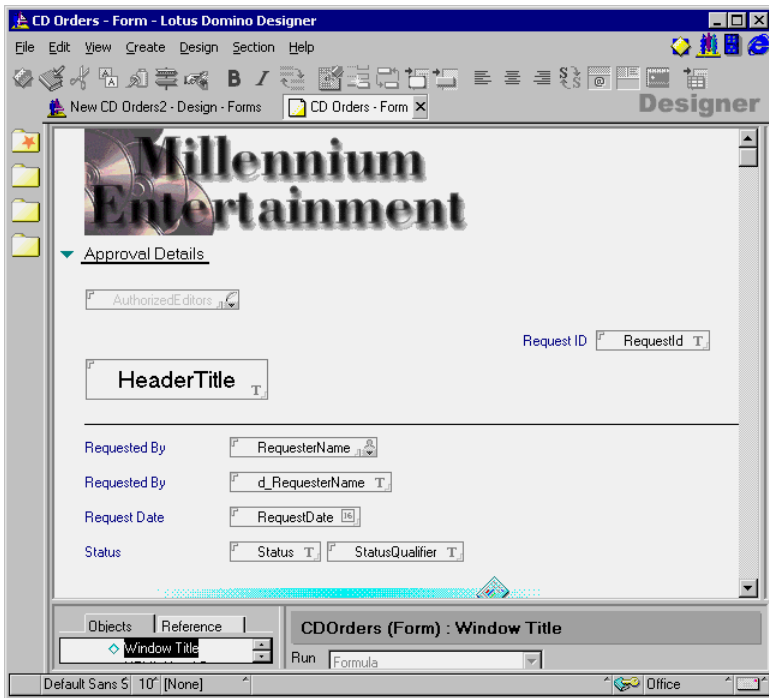 CD Orders - Form - Lotus Domino Designer
File Edit View Create Design Section Help
B I
New CD Orders2 - Design - Forms CD Orders - Form X
Designer
Millennium
Entertainment
Approval Details
AuthorizedEditors
Request ID RequestId T
HeaderTitle T
Requested By RequesterName
Requested By d_RequesterName T
Request Date RequestDate 16
Status Status T StatusQualifier T
Objects Reference
CDOrders (Form) : Window Title
Window Title
Run Formula
Default Sans S 10 [None] Office